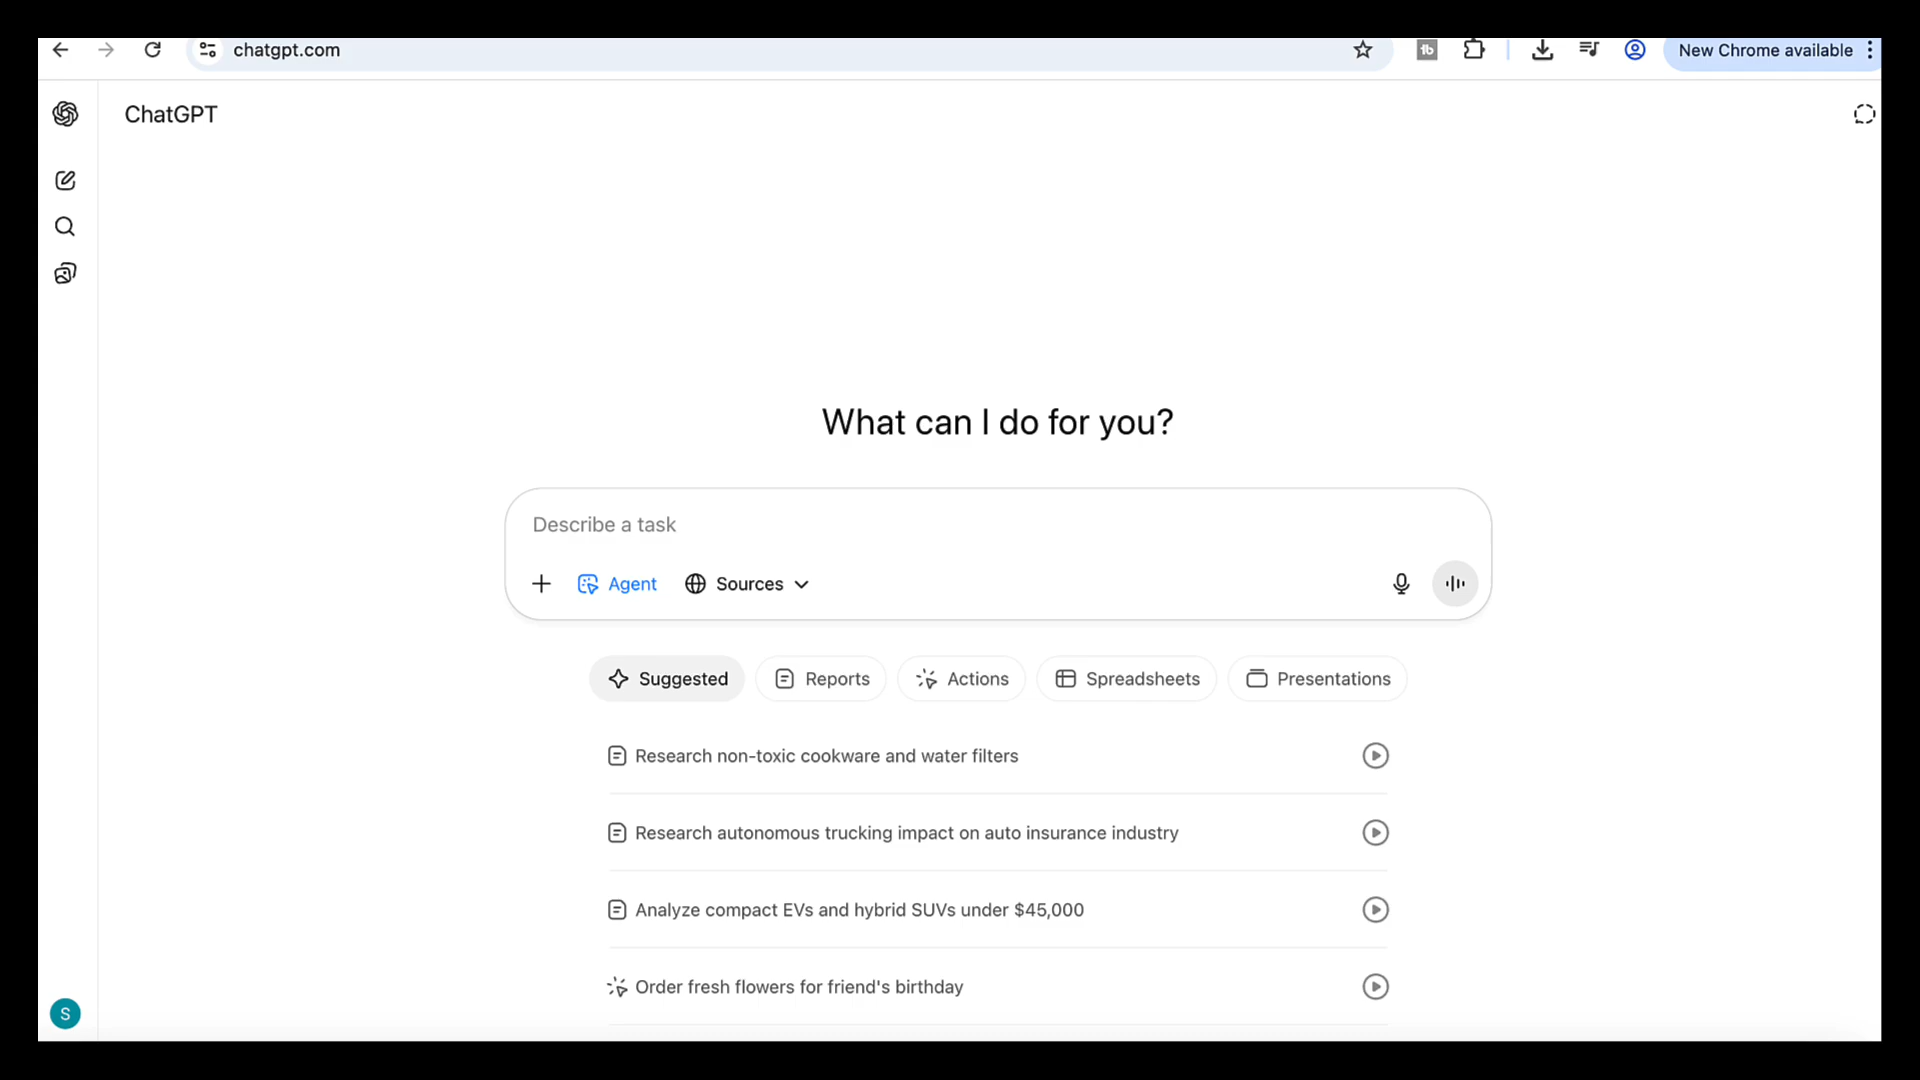 chatgpt.com
New Chrome available
ChatGPT
What can I do for you?
Describe a task
Agent
Sources
Suggested
Reports
Actions
Spreadsheets
Presentations
Research non-toxic cookware and water filters
Research autonomous trucking impact on auto insurance industry
Analyze compact EVs and hybrid SUVs under $45,000
Order fresh flowers for friend's birthday
S